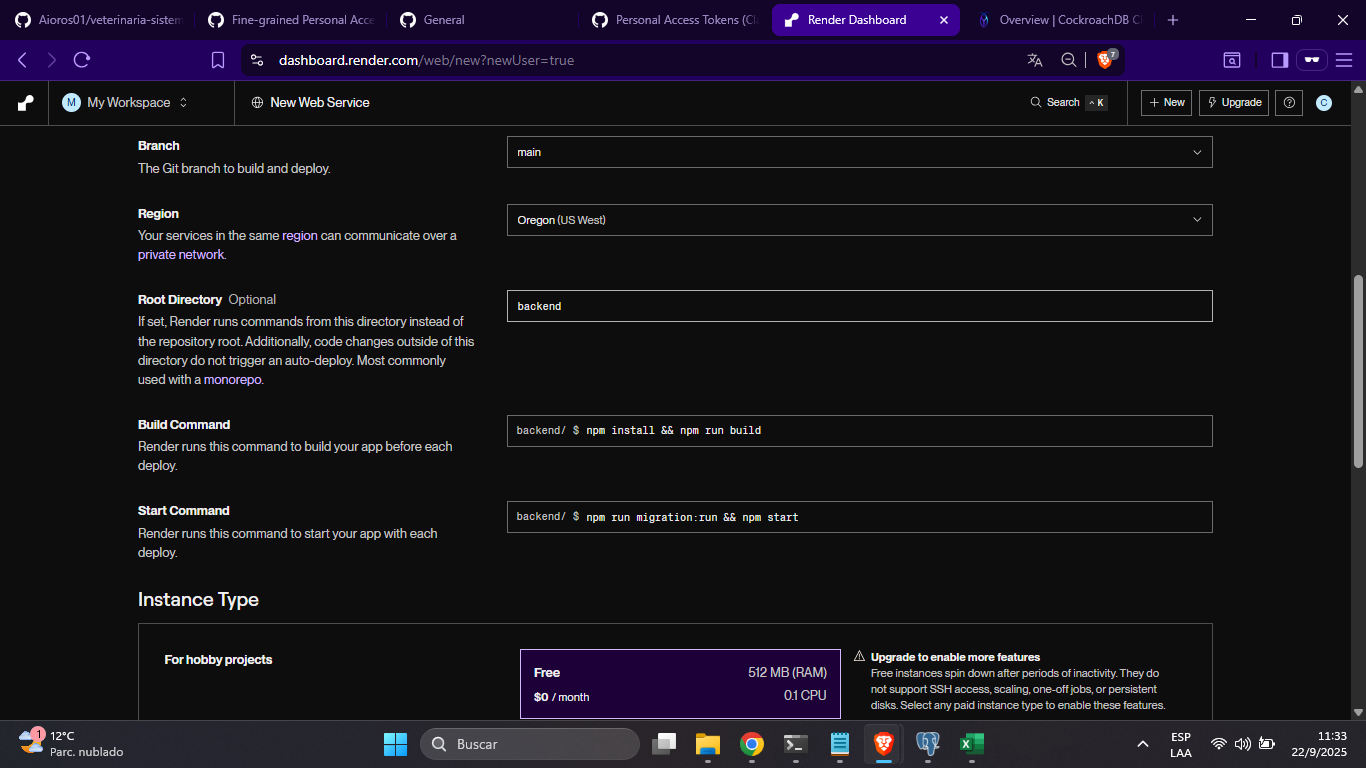 Aioros01/veterinaria-sistem
Fine-grained Personal Acce
General
Personal Access Tokens (Cl
Render Dashboard
Overview | CockroachDB Cl
dashboard.render.com/web/new?newUser=true
7
M My Workspace
New Web Service
Search ^ K
+ New
Upgrade
C
Branch
The Git branch to build and deploy.
main
Region
Your services in the same region can communicate over a
private network.
Oregon (US West)
Root Directory Optional
If set, Render runs commands from this directory instead of
the repository root. Additionally, code changes outside of this
directory do not trigger an auto-deploy. Most commonly
used with a monorepo.
backend
Build Command
Render runs this command to build your app before each
deploy.
backend/ $ npm install && npm run build
Start Command
Render runs this command to start your app with each
deploy.
backend/ $ npm run migration:run && npm start
Instance Type
For hobby projects
Free 512 MB (RAM)
$0 / month 0.1 CPU
Upgrade to enable more features
Free instances spin down after periods of inactivity. They do
not support SSH access, scaling, one-off jobs, or persistent
disks. Select any paid instance type to enable these features.
1
12°C
Parc. nublado
Buscar
ESP
LAA
11:33
22/9/2025